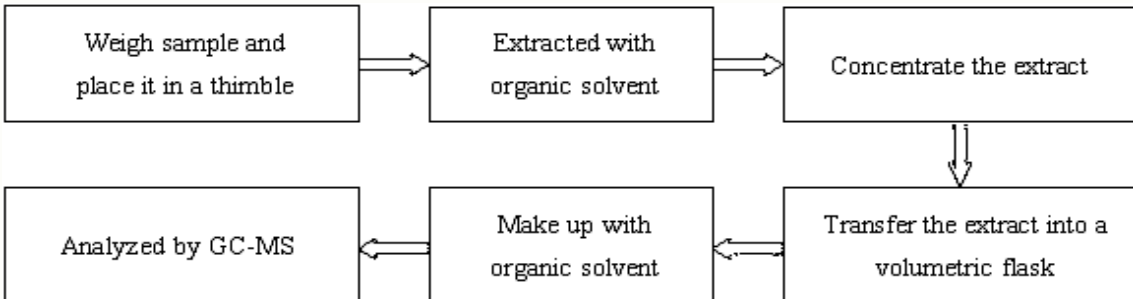 Weigh sample and
place it in a thimble
Extracted with
organic solvent
Concentrate the extract
Transfer the extract into a
volumetric flask
Make up with
organic solvent
Analyzed by GC-MS